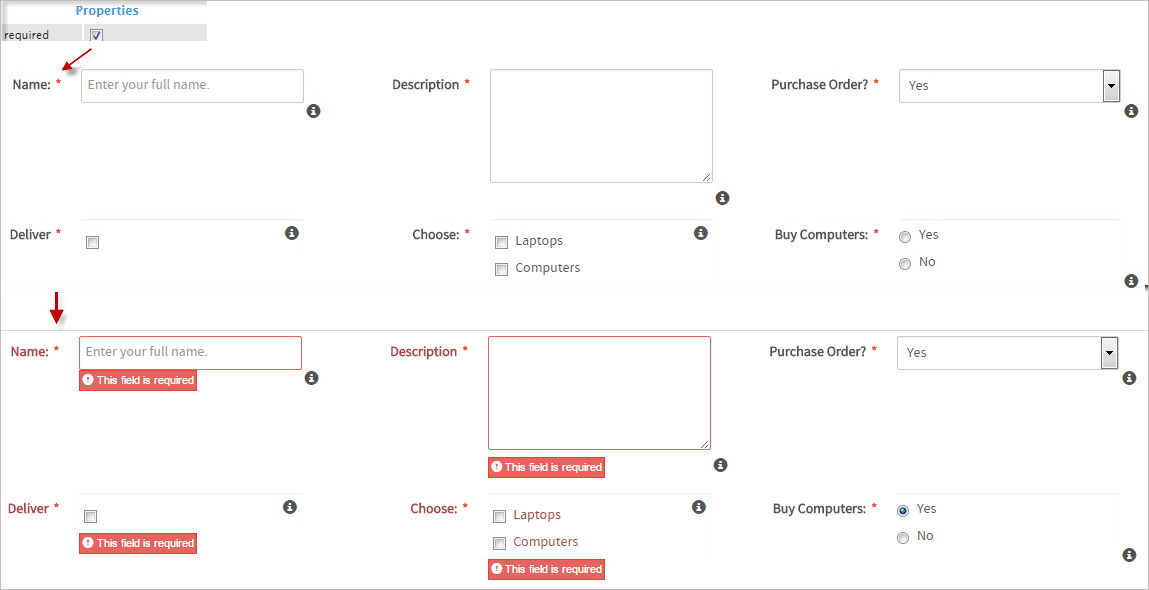 Properties
required
Name: * Enter your full name. Description * Purchase Order? * Yes
Deliver * Choose: * Laptops Buy Computers: * Yes
Computers No
Name: * Enter your full name. Description * Purchase Order? * Yes
This field is required
This field is required
Deliver * Choose: * Laptops Buy Computers: * Yes
Computers No
This field is required
This field is required